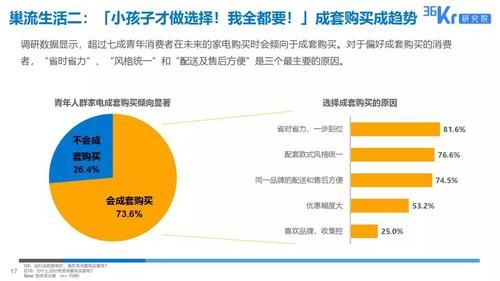 巢流生活二：「小孩子才做选择！我全都要！」成套购买成趋势
36Kr
研究院
调研数据显示，超过七成青年消费者在未来的家电购买时会倾向于成套购买。对于偏好成套购买的消费
者，“省时省力”、“风格统一”和“配送及售后方便”是三个最主要的原因。
青年人群家电成套购买倾向显著
不会成
套购买
26.4%
会成套购买
73.6%
选择成套购买的原因
省时省力，一步到位
81.6%
配套款式风格统一
76.6%
同一品牌的配送和售后方便
74.5%
优惠幅度大
53.2%
喜欢品牌，收集控
25.0%
17